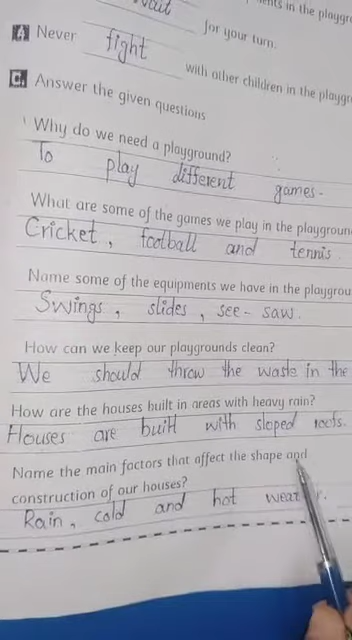 wait for your turn.
A Never fight with other children in the playgr
C. Answer the given questions
Why do we need a playground?
To play different games-
What are some of the games we play in the playgroun
Cricket, football and tennis.
Name some of the equipments we have in the playgrou
Swings, slides, see-saw.
How can we keep our playgrounds clean?
We should throw the waste in the
How are the houses built in areas with heavy rain?
Houses are built with sloped roofs.
Name the main factors that affect the shape and
construction of our houses?
Rain, cold and hot